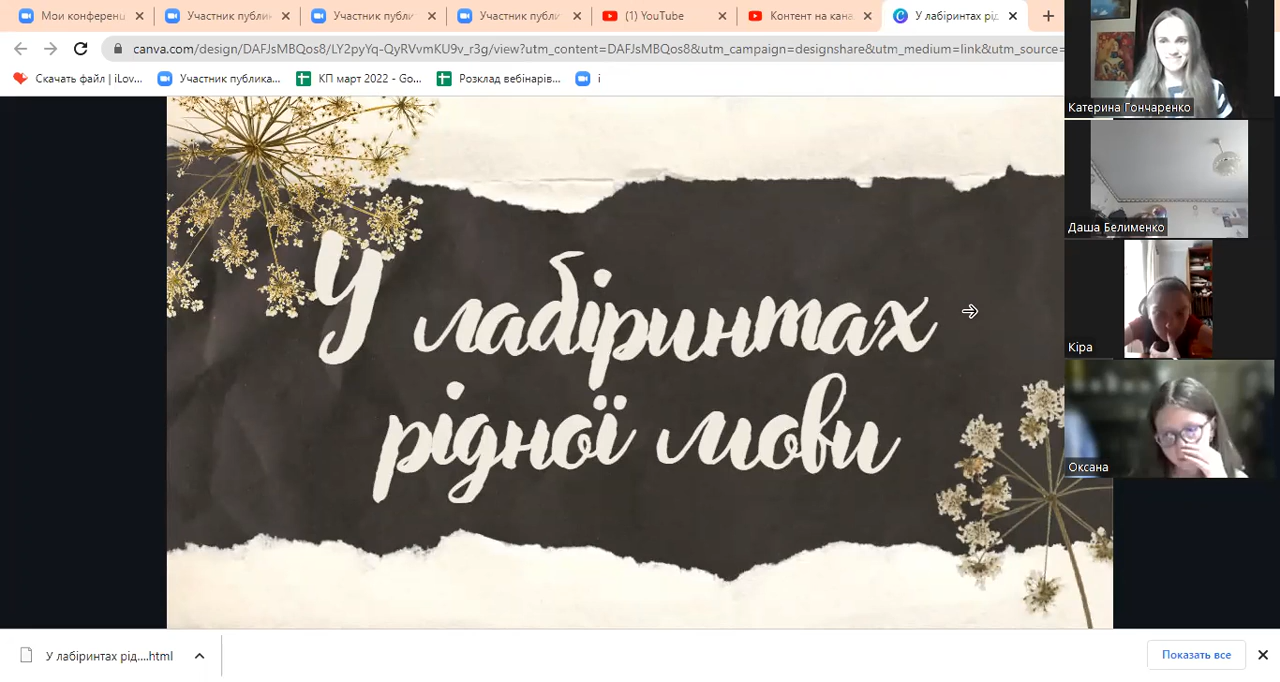 Мои конференц
Участник публик
Участник публи
Участник публи
(1) YouTube
Контент на кана
У лабіринтах рід
canva.com/design/DAFJsMBQos8/LY2pyYq-QyRVvmKU9v_r3g/view?utm_content=DAFJsMBQos8&utm_campaign=designshare&utm_medium=link&utm_source=
Скачать файл | iLov...
Участник публика...
КП март 2022 - Go...
Розклад вебінарів...
i
Катерина Гончаренко
Даша Белименко
Кіра
Оксана
У лабіринтах
рідної мови
У лабіринтах рід....html
Показать все